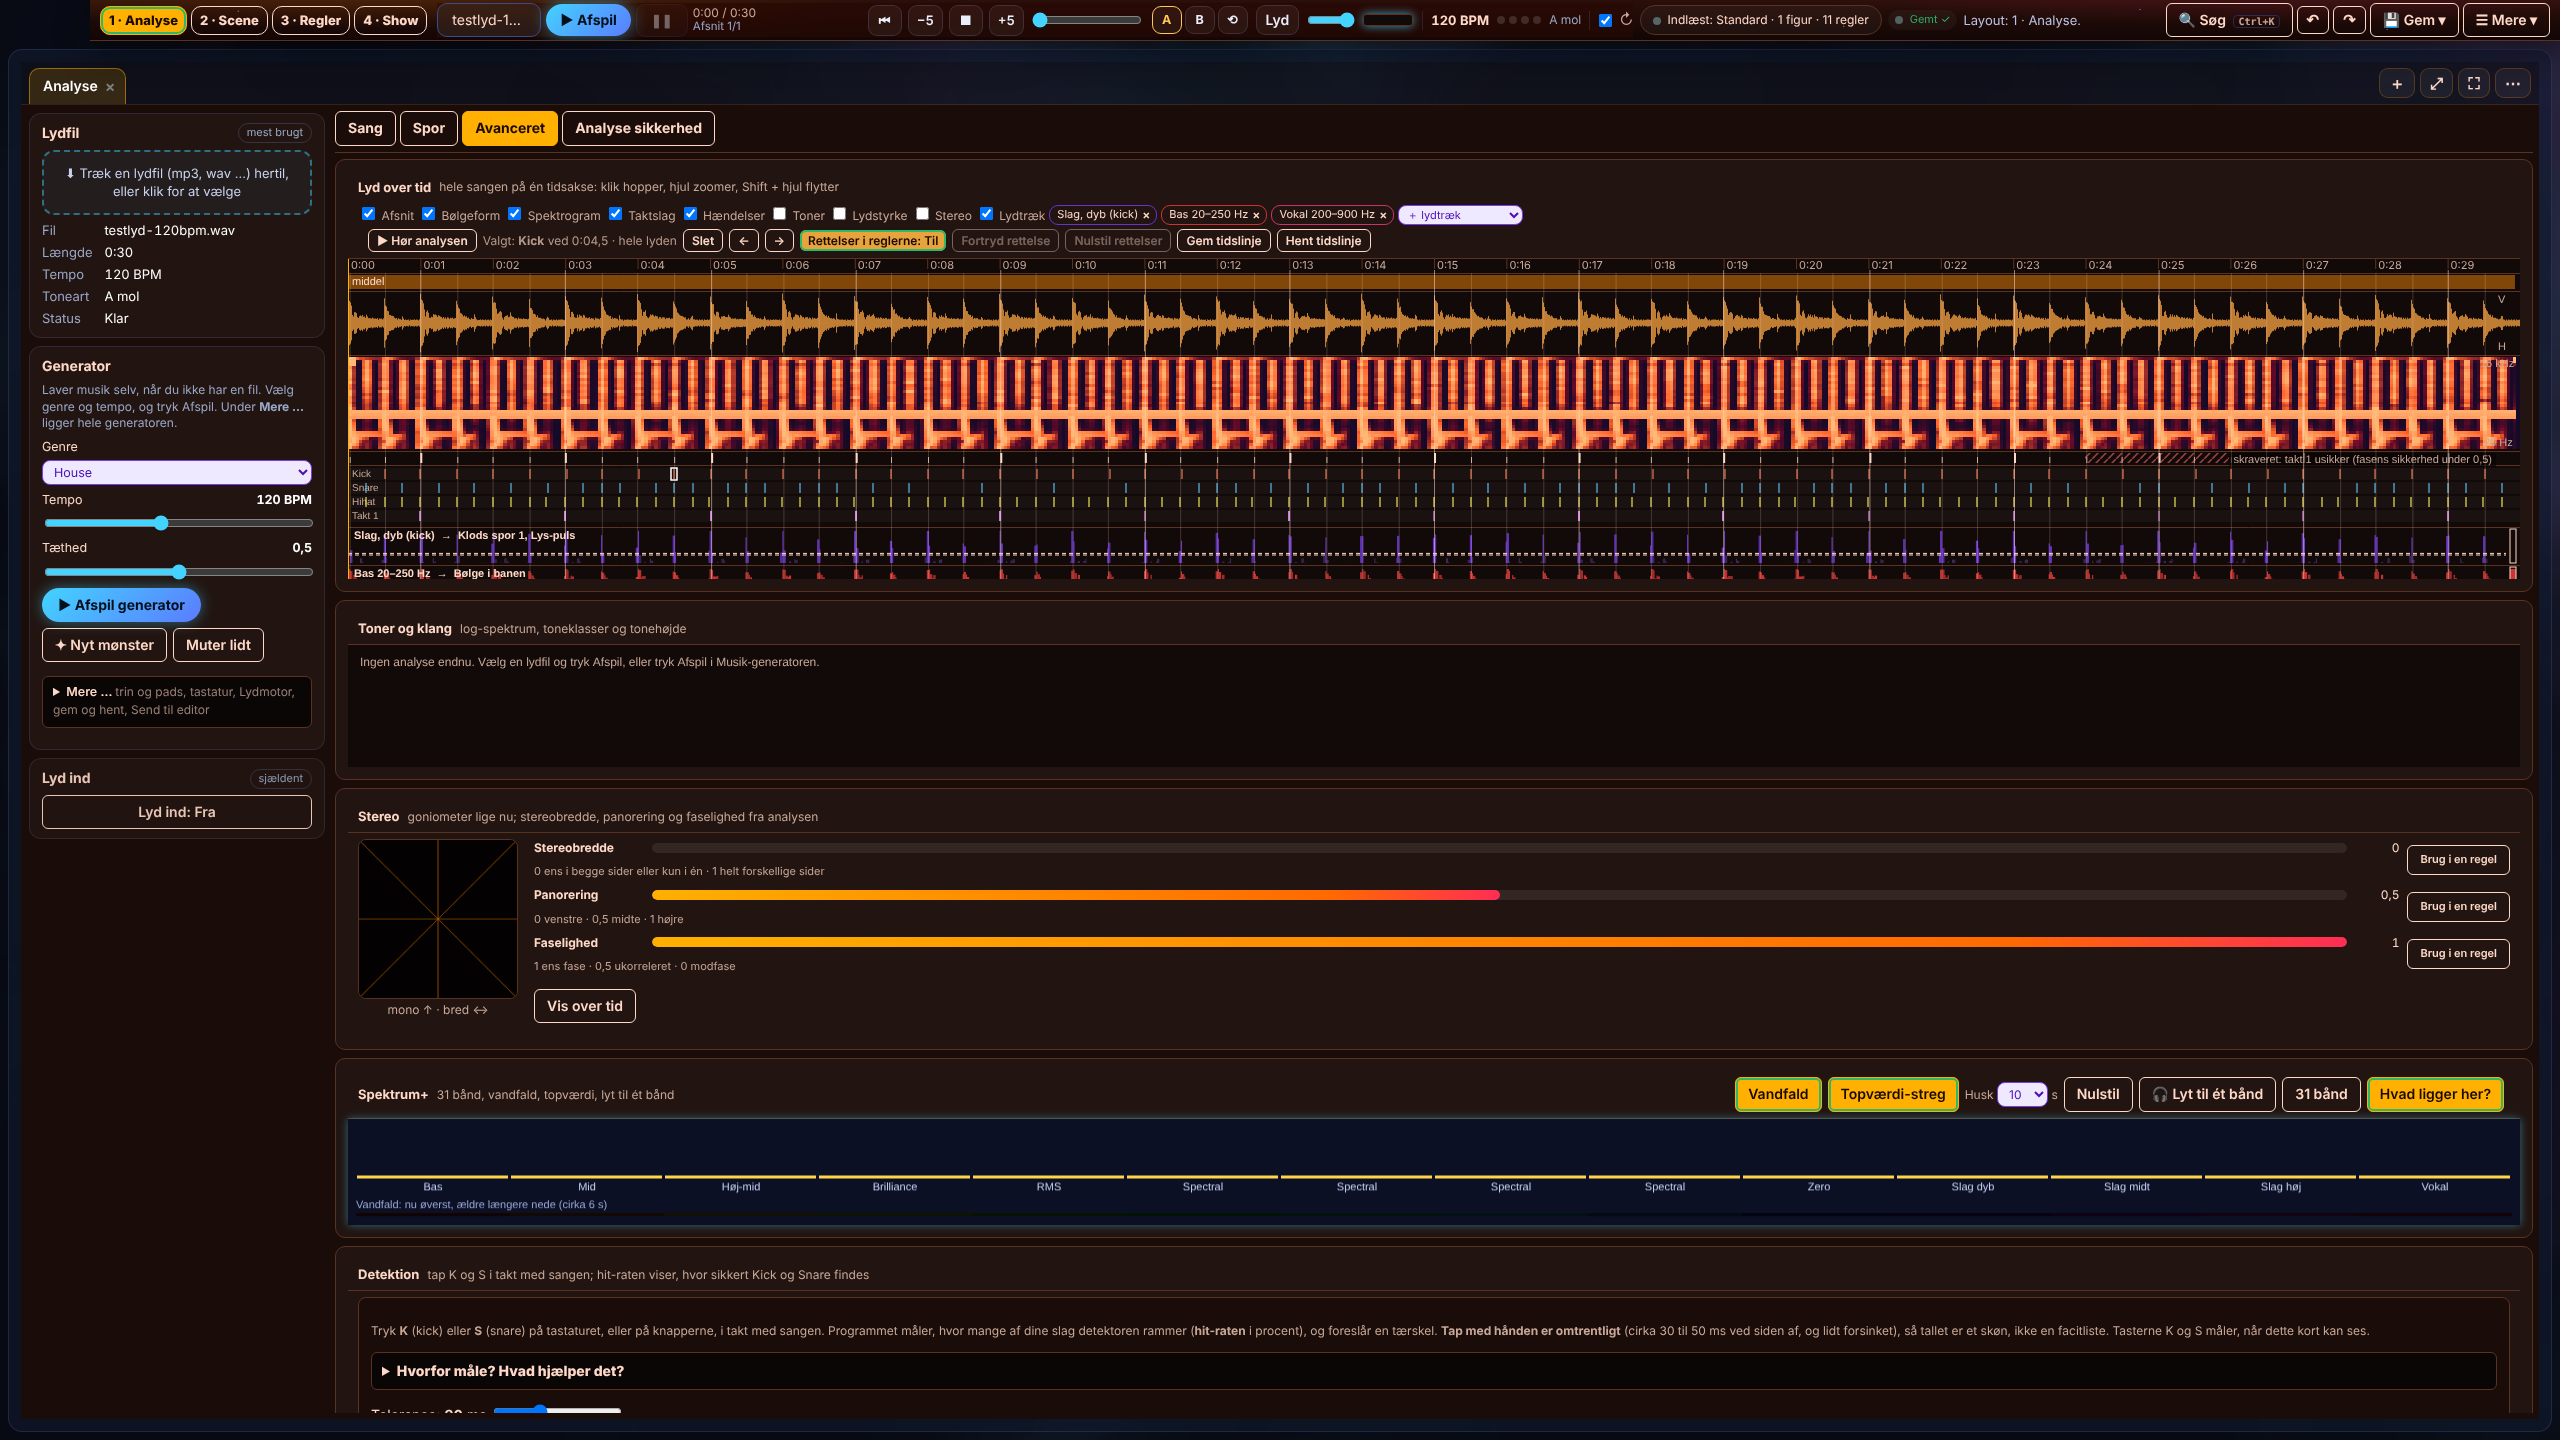 1 · Analyse 2 · Scene 3 · Regler 4 · Show testlyd-1... ▶ Afspil ❚❚ 0:00 / 0:30 ⏮ −5 ■ +5 A B ⟲ Lyd 120 BPM A mol ↻ Indlæst: Standard · 1 figur · 11 regler Gemt ✓ Layout: 1 · Analyse. 🔍 Søg Ctrl+K ↶ ↷ 💾 Gem ▾ ☰ Mere ▾
Afsnit 1/1
Analyse × + ⤢ ⛶ ⋯
Lydfil mest brugt
⬇ Træk en lydfil (mp3, wav ...) hertil,
eller klik for at vælge
Fil testlyd-120bpm.wav
Længde 0:30
Tempo 120 BPM
Toneart A mol
Status Klar
Generator
Laver musik selv, når du ikke har en fil. Vælg
genre og tempo, og tryk Afspil. Under Mere ...
ligger hele generatoren.
Genre
House
Tempo 120 BPM
Tæthed 0,5
▶ Afspil generator
✦ Nyt mønster Muter lidt
▶ Mere ... trin og pads, tastatur, Lydmotor,
gem og hent, Send til editor
Lyd ind sjældent
Lyd ind: Fra
Sang Spor Avanceret Analyse sikkerhed
Lyd over tid hele sangen på én tidsakse: klik hopper, hjul zoomer, Shift + hjul flytter
Afsnit Bølgeform Spektrogram Taktslag Hændelser Toner Lydstyrke Stereo Lydtræk Slag, dyb (kick) × Bas 20–250 Hz × Vokal 200–900 Hz × + lydtræk
▶ Hør analysen Valgt: Kick ved 0:04,5 · hele lyden Slet ← → Rettelser i reglerne: Til Fortryd rettelse Nulstil rettelser Gem tidslinje Hent tidslinje
0:00 0:01 0:02 0:03 0:04 0:05 0:06 0:07 0:08 0:09 0:10 0:11 0:12 0:13 0:14 0:15 0:16 0:17 0:18 0:19 0:20 0:21 0:22 0:23 0:24 0:25 0:26 0:27 0:28 0:29
middel
V
H
Hz
skraveret: takt 1 usikker (fasens sikkerhed under 0,5)
Kick
Snare
Hihat
Takt 1
Slag, dyb (kick) → Klods spor 1, Lys-puls
Bas 20–250 Hz → Bølge i banen
Toner og klang log-spektrum, toneklasser og tonehøjde
Ingen analyse endnu. Vælg en lydfil og tryk Afspil, eller tryk Afspil i Musik-generatoren.
Stereo goniometer lige nu; stereobredde, panorering og faselighed fra analysen
Stereobredde 0 Brug i en regel
0 ens i begge sider eller kun i én · 1 helt forskellige sider
Panorering 0,5 Brug i en regel
0 venstre · 0,5 midte · 1 højre
Faselighed 1 Brug i en regel
1 ens fase · 0,5 ukorreleret · 0 modfase
mono ↑ · bred ↔ Vis over tid
Spektrum+ 31 bånd, vandfald, topværdi, lyt til ét bånd Vandfald Topværdi-streg Husk 10 s Nulstil 🎧 Lyt til ét bånd 31 bånd Hvad ligger her?
Bas Mid Høj-mid Brilliance RMS Spectral Spectral Spectral Spectral Zero Slag dyb Slag midt Slag høj Vokal
Vandfald: nu øverst, ældre længere nede (cirka 6 s)
Detektion tap K og S i takt med sangen; hit-raten viser, hvor sikkert Kick og Snare findes
Tryk K (kick) eller S (snare) på tastaturet, eller på knapperne, i takt med sangen. Programmet måler, hvor mange af dine slag detektoren rammer (hit-raten i procent), og foreslår en tærskel. Tap med hånden er omtrentligt (cirka 30 til 50 ms ved siden af, og lidt forsinket), så tallet er et skøn, ikke en facitliste. Tasterne K og S måler, når dette kort kan ses.
▶ Hvorfor måle? Hvad hjælper det?